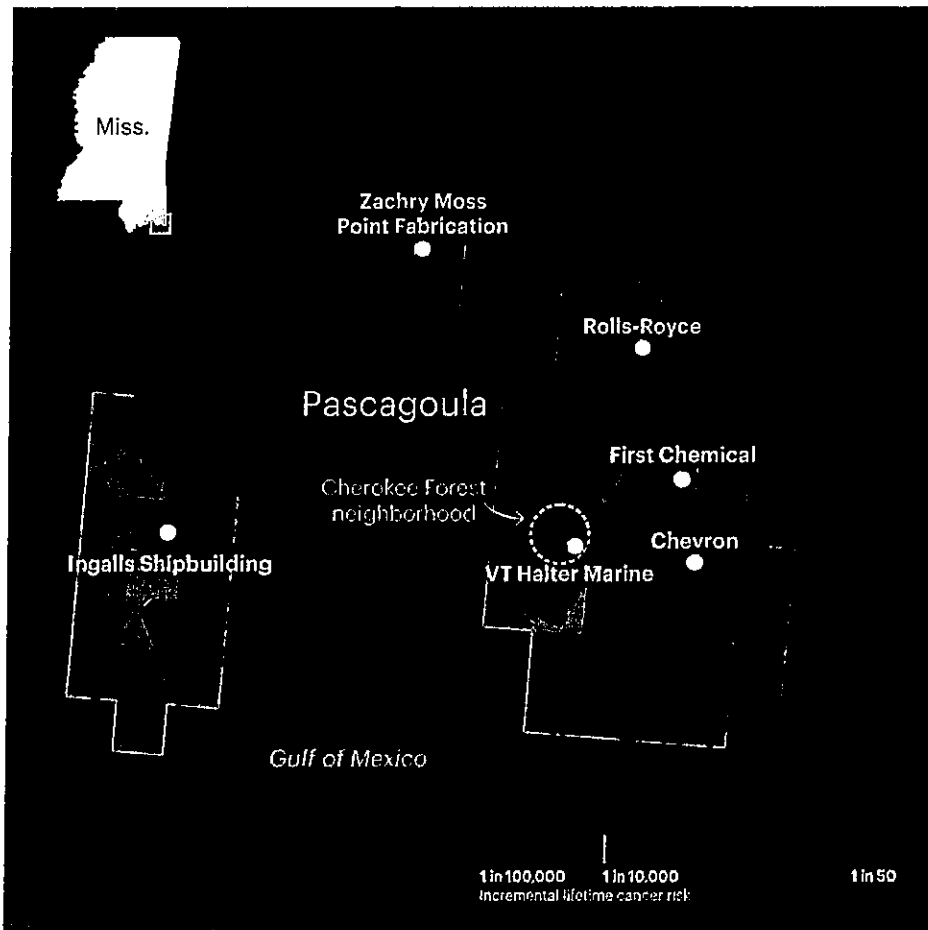 Miss.
Zachry Moss
Point Fabrication
Rolls-Royce
Pascagoula
First Chemical
Cherokee Forest
neighborhood
Chevron
Ingalls Shipbuilding
VT Halter Marine
Gulf of Mexico
1 in 100,000
1 in 10,000
1 in 50
Incremental lifetime cancer risk